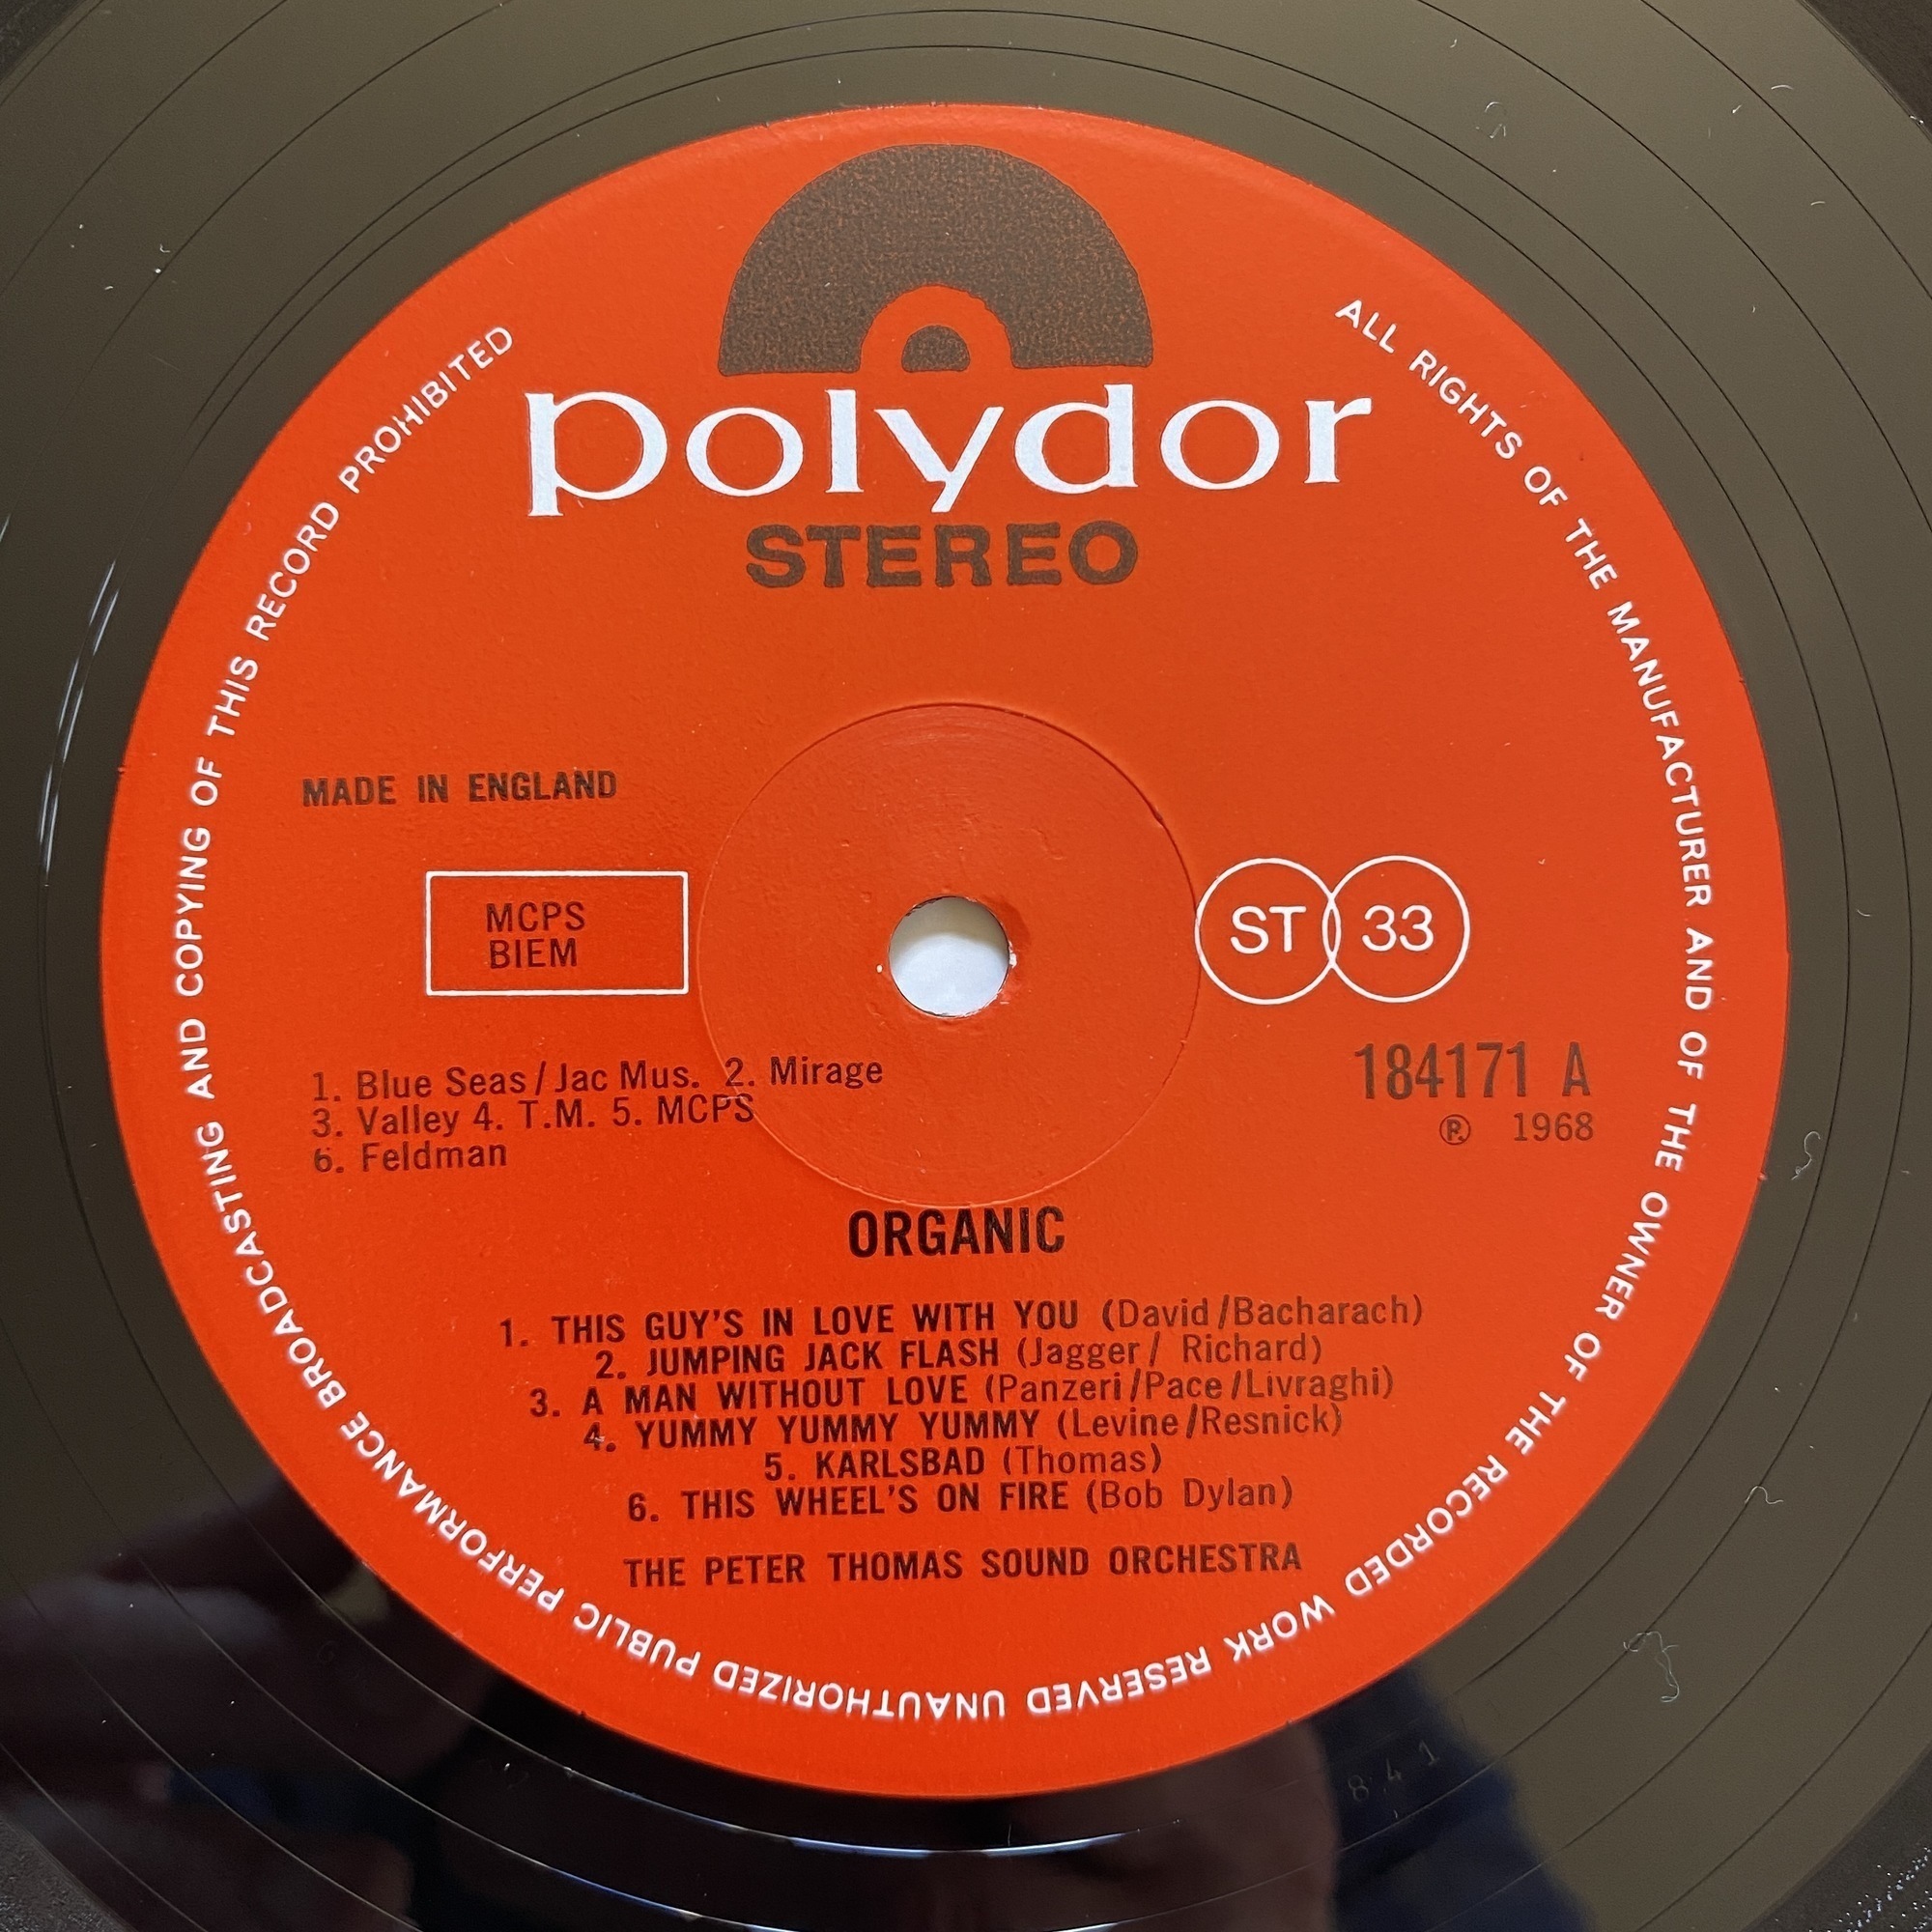 polydor
STEREO
ALL RIGHTS OF THE MANUFACTURER AND OF THE OWNER OF THE RECORDED WORK RESERVED UNAUTHORIZED PUBLIC PERFORMANCE BROADCASTING AND COPYING OF THIS RECORD PROHIBITED
MADE IN ENGLAND
MCPS
BIEM
ST 33
1. Blue Seas/Jac Mus. 2. Mirage
3. Valley 4. T.M. 5. MCPS
6. Feldman
184171 A
Ⓡ 1968
ORGANIC
1. THIS GUY'S IN LOVE WITH YOU (David/Bacharach)
2. JUMPING JACK FLASH (Jagger/ Richard)
3. A MAN WITHOUT LOVE (Panzeri/Pace/Livraghi)
4. YUMMY YUMMY YUMMY (Levine/Resnick)
5. KARLSBAD (Thomas)
6. THIS WHEEL'S ON FIRE (Bob Dylan)
THE PETER THOMAS SOUND ORCHESTRA
841